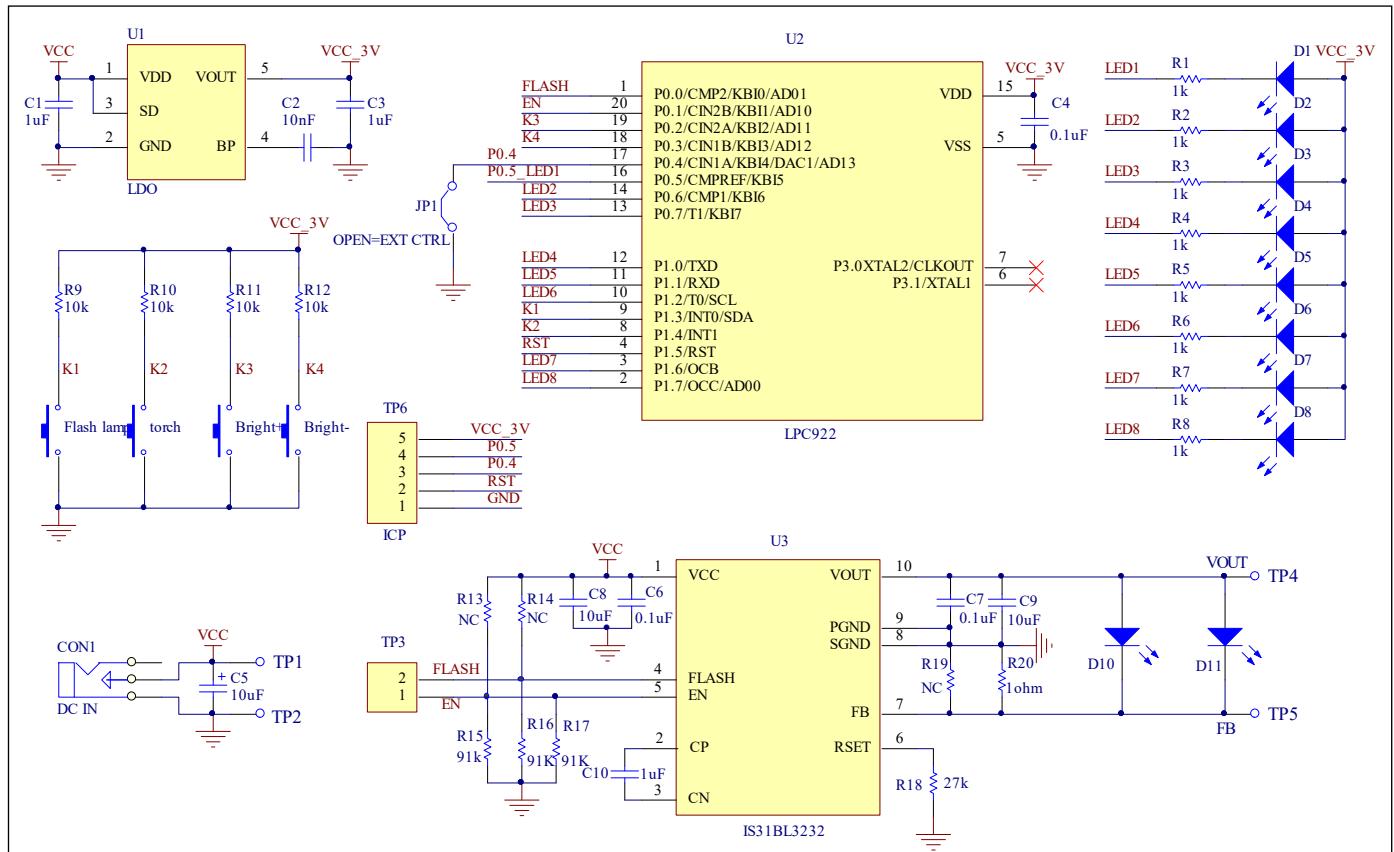 U1
VCC
VCC_3V
1 VDD VOUT 5
3 SD
2 GND BP 4
C1
1uF
C2
10nF
C3
1uF
LDO
U2
FLASH 1 P0.0/CMP2/KBI0/AD01
EN 20 P0.1/CIN2B/KBI1/AD10
K3 19 P0.2/CIN2A/KBI2/AD11
K4 18 P0.3/CIN1B/KBI3/AD12
P0.4 17 P0.4/CIN1A/KBI4/DAC1/AD13
P0.5_LED1 16 P0.5/CMPREF/KBI5
LED2 14 P0.6/CMP1/KBI6
LED3 13 P0.7/T1/KBI7
LED4 12 P1.0/TXD
LED5 11 P1.1/RXD
LED6 10 P1.2/T0/SCL
K1 9 P1.3/INT0/SDA
K2 8 P1.4/INT1
RST 4 P1.5/RST
LED7 3 P1.6/OCB
LED8 2 P1.7/OCC/AD00
VDD 15
VSS 5
P3.0XTAL2/CLKOUT 7
P3.1/XTAL1 6
LPC922
VCC_3V
C4
0.1uF
JP1
OPEN=EXT CTRL
D1 VCC_3V
LED1 R1
1k
D2
LED2 R2
1k
D3
LED3 R3
1k
D4
LED4 R4
1k
D5
LED5 R5
1k
D6
LED6 R6
1k
D7
LED7 R7
1k
D8
LED8 R8
1k
VCC_3V
R9
10k
R10
10k
R11
10k
R12
10k
K1 K2 K3 K4
Flash lamp torch Bright+ Bright-
TP6
5 VCC_3V
4 P0.5
3 P0.4
2 RST
1 GND
ICP
CON1
DC IN
VCC
+
C5
10uF
TP1
TP2
TP3
2 FLASH
1 EN
R13
NC
R14
NC
VCC
C8
10uF
C6
0.1uF
R15
91k
R16
91K
R17
91K
C10 1uF
U3
1 VCC VOUT 10
PGND 9
SGND 8
4 FLASH
5 EN
FB 7
2 CP RSET 6
3 CN
IS31BL3232
R18 27k
C7
0.1uF
C9
10uF
R19
NC
R20
1ohm
D10
D11
VOUT
TP4
FB
TP5